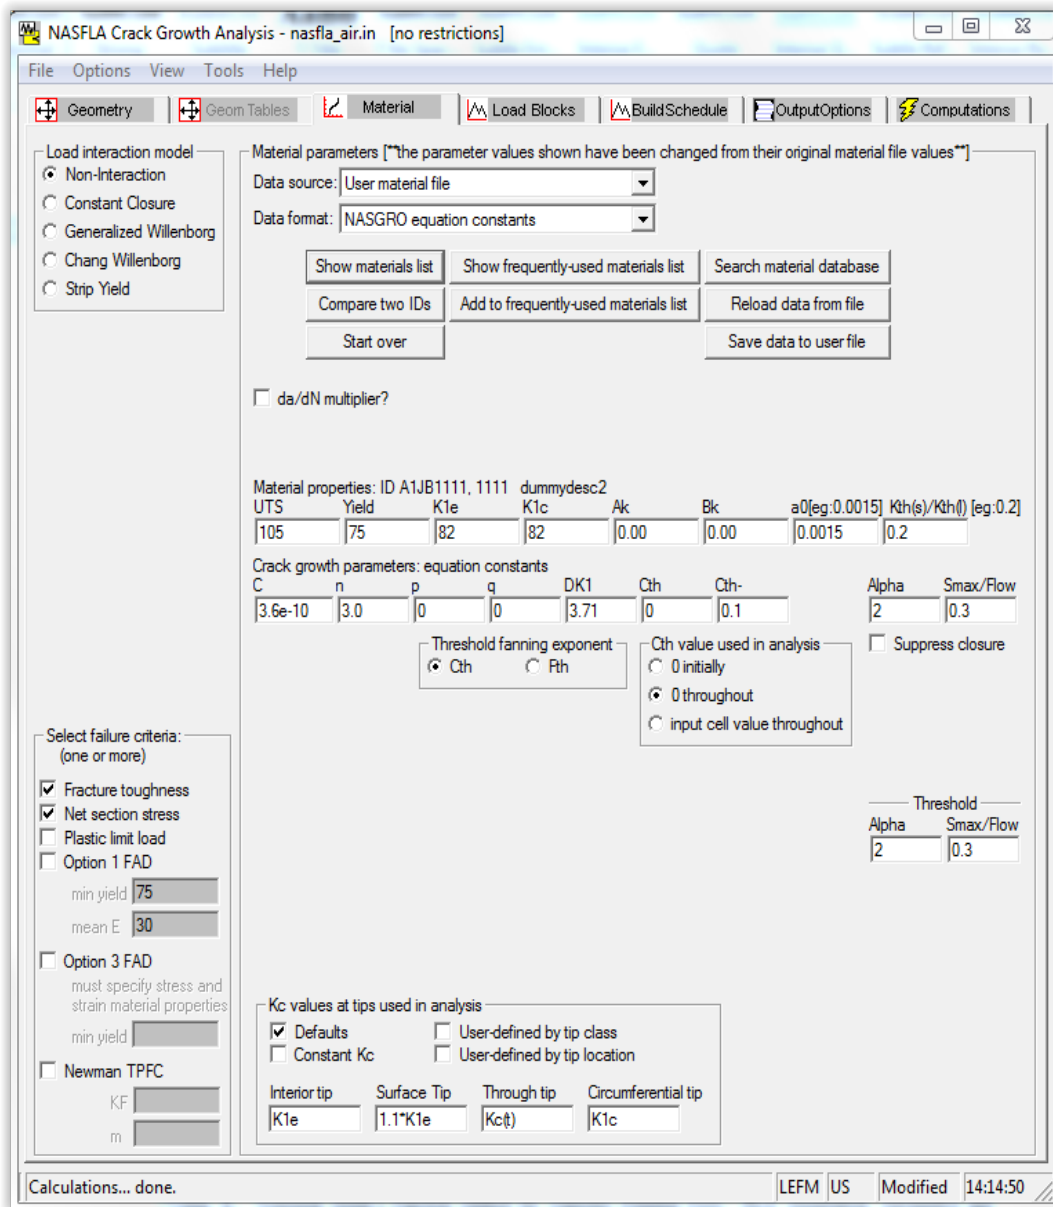 NASFLA Crack Growth Analysis - nasfla_air.in [no restrictions]
File Options View Tools Help
Geometry Geom Tables Material Load Blocks BuildSchedule OutputOptions Computations
Load interaction model
Non-Interaction
Constant Closure
Generalized Willenborg
Chang Willenborg
Strip Yield
Material parameters [**the parameter values shown have been changed from their original material file values**]
Data source: User material file
Data format: NASGRO equation constants
Show materials list Show frequently-used materials list Search material database
Compare two IDs Add to frequently-used materials list Reload data from file
Start over Save data to user file
da/dN multiplier?
Material properties: ID A1JB1111, 1111 dummydesc2
UTS Yield K1e K1c Ak Bk a0[eg:0.0015] Kth(s)/Kth(l) [eg:0.2]
105 75 82 82 0.00 0.00 0.0015 0.2
Crack growth parameters: equation constants
C n p q DK1 Cth Cth- Alpha Smax/Flow
3.6e-10 3.0 0 0 3.71 0 0.1 2 0.3
Threshold fanning exponent
Cth Rth
Cth value used in analysis
0 initially
0 throughout
input cell value throughout
Suppress closure
Threshold
Alpha Smax/Flow
2 0.3
Select failure criteria:
(one or more)
Fracture toughness
Net section stress
Plastic limit load
Option 1 FAD
min yield 75
mean E 30
Option 3 FAD
must specify stress and
strain material properties
min yield
Newman TPFC
KF
m
Kc values at tips used in analysis
Defaults User-defined by tip class
Constant Kc User-defined by tip location
Interior tip Surface Tip Through tip Circumferential tip
K1e 1.1*K1e Kc(t) K1c
Calculations... done. LEFM US Modified 14:14:50